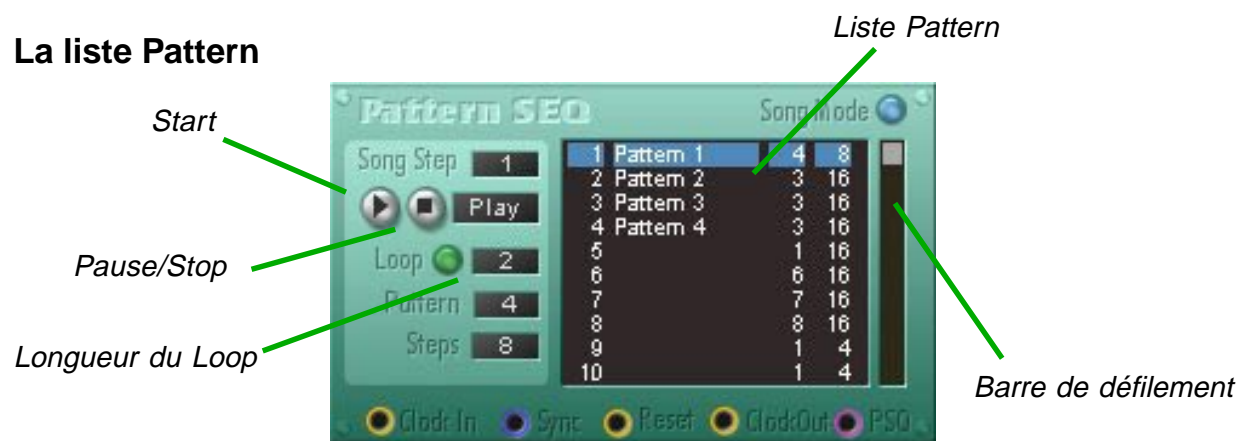 Liste Pattern
La liste Pattern
Start
Pattern SEQ Song Mode
Song Step 1
Play
Loop 2
Pattern 4
Steps 8
1 Pattern 1 4 8
2 Pattern 2 3 16
3 Pattern 3 3 16
4 Pattern 4 3 16
5 1 16
6 6 16
7 7 16
8 8 16
9 1 4
10 1 4
Pause/Stop
Longueur du Loop
Barre de défilement
Clock In Sync Reset ClockOut PSQ